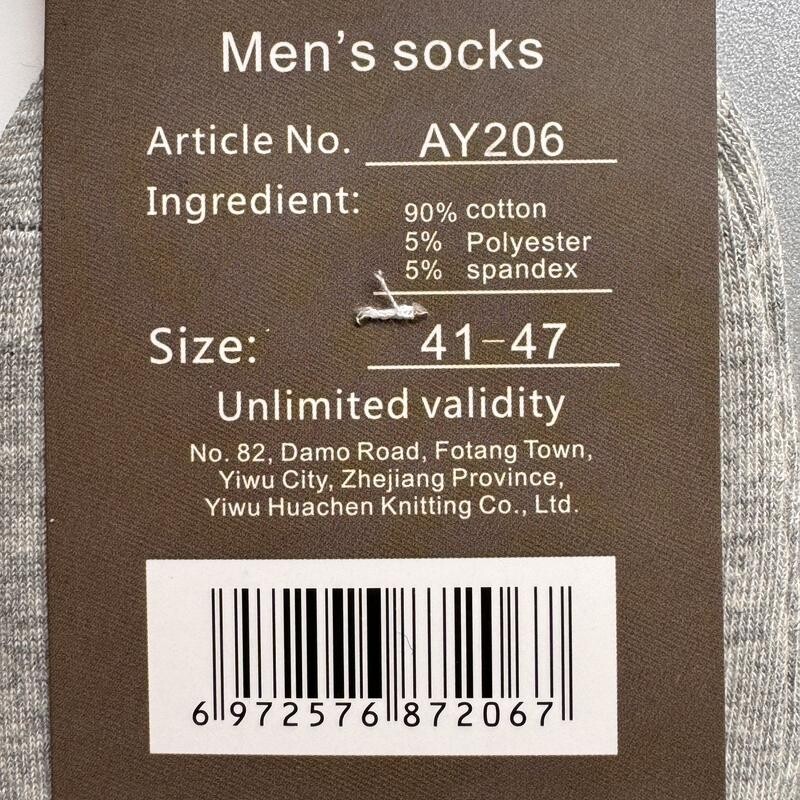 Men's socks
Article No. AY206
Ingredient: 90% cotton
5% Polyester
5% spandex
Size: 41-47
Unlimited validity
No. 82, Damo Road, Fotang Town,
Yiwu City, Zhejiang Province,
Yiwu Huachen Knitting Co., Ltd.
6 972576 872067